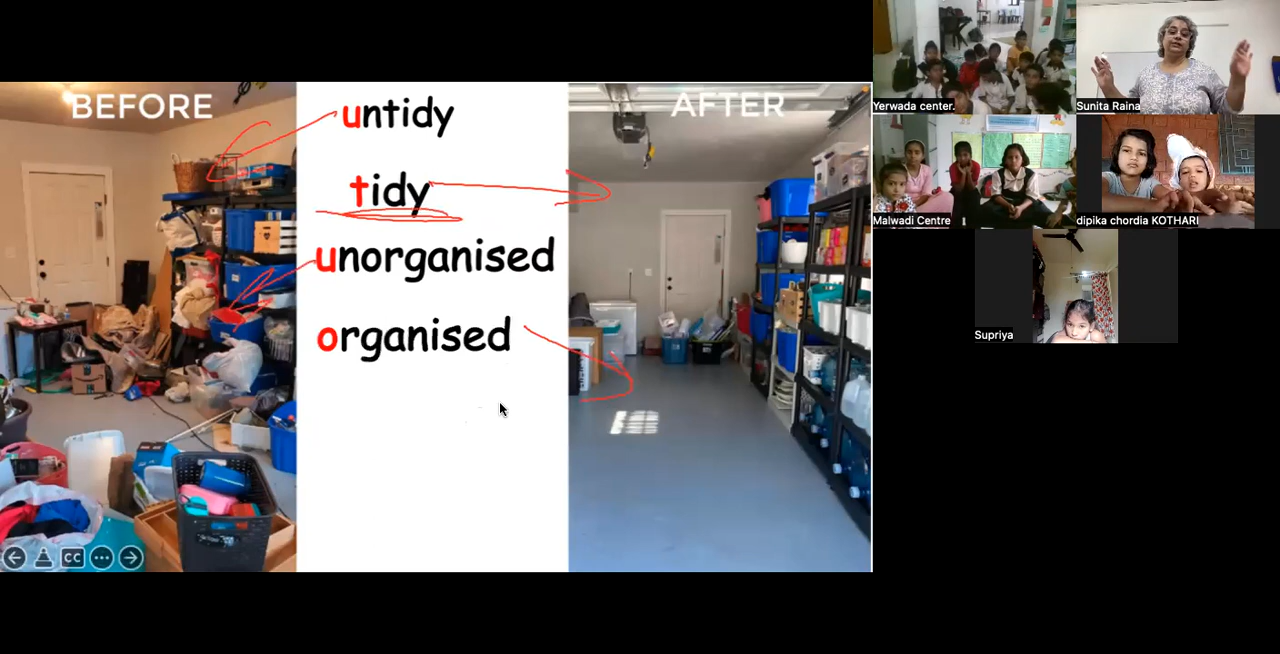 BEFORE
untidy
tidy
unorganised
organised
AFTER
CC
Yerwada center.
Sunita Raina
Malwadi Centre
dipika chordia KOTHARI
Supriya